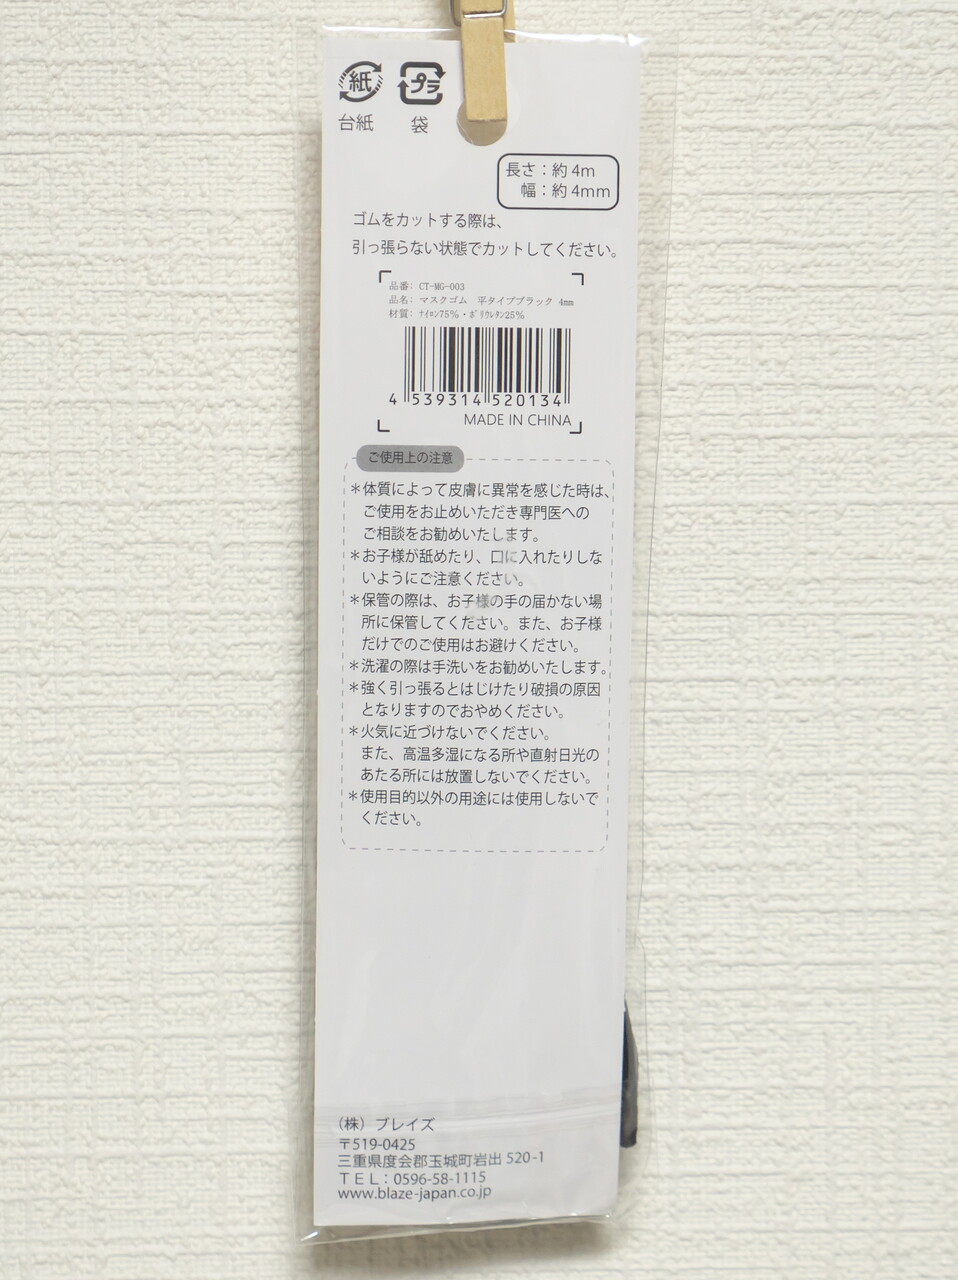 紙 プラ
台紙 袋
長さ：約 4m
幅：約 4mm
ゴムをカットする際は、
引っ張らない状態でカットしてください。
品番: CT-MG-003
品名: マスクゴム 平タイプブラック 4mm
材質: ﾅｲﾛﾝ75%・ﾎﾟﾘｳﾚﾀﾝ25%
4 539314 520134
MADE IN CHINA
ご使用上の注意
＊体質によって皮膚に異常を感じた時は、
ご使用をお止めいただき専門医への
ご相談をお勧めいたします。
＊お子様が舐めたり、口に入れたりしな
いようにご注意ください。
＊保管の際は、お子様の手の届かない場
所に保管してください。また、お子様
だけでのご使用はお避けください。
＊洗濯の際は手洗いをお勧めいたします。
＊強く引っ張るとはじけたり破損の原因
となりますのでおやめください。
＊火気に近づけないでください。
また、高温多湿になる所や直射日光の
あたる所には放置しないでください。
＊使用目的以外の用途には使用しないで
ください。
（株）ブレイズ
〒519-0425
三重県度会郡玉城町岩出 520-1
ＴＥＬ：0596-58-1115
www.blaze-japan.co.jp